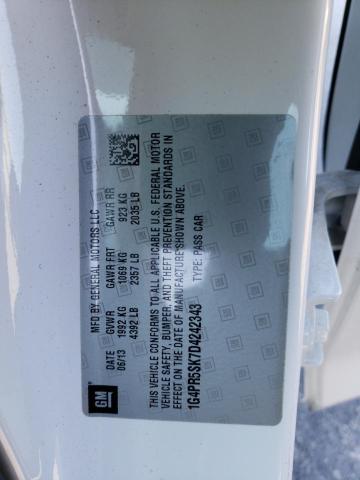 GM
MFD BY GENERAL MOTORS LLC
DATE GVWR GAWR FRT GAWR RR
06/13 1992 KG 1069 KG 923 KG
4392 LB 2357 LB 2035 LB
THIS VEHICLE CONFORMS TO ALL APPLICABLE U.S. FEDERAL MOTOR
VEHICLE SAFETY, BUMPER, AND THEFT PREVENTION STANDARDS IN
EFFECT ON THE DATE OF MANUFACTURE SHOWN ABOVE.
1G4PR5SK7D4242343 TYPE: PASS CAR